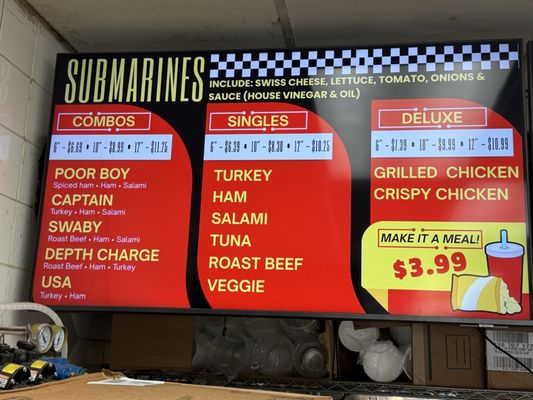 SUBMARINES
INCLUDE: SWISS CHEESE, LETTUCE, TOMATO, ONIONS &
SAUCE (HOUSE VINEGAR & OIL)
COMBOS
6" - $6.69 • 10" - $8.99 • 12" - $11.25
POOR BOY
Spiced ham • Ham • Salami
CAPTAIN
Turkey • Ham • Salami
SWABY
Roast Beef • Ham • Salami
DEPTH CHARGE
Roast Beef • Ham • Turkey
USA
Turkey • Ham
SINGLES
6" - $6.39 • 10" - $8.30 • 12" - $10.25
TURKEY
HAM
SALAMI
TUNA
ROAST BEEF
VEGGIE
DELUXE
6" - $7.39 • 10" - $9.99 • 12" - $10.99
GRILLED CHICKEN
CRISPY CHICKEN
MAKE IT A MEAL!
$3.99